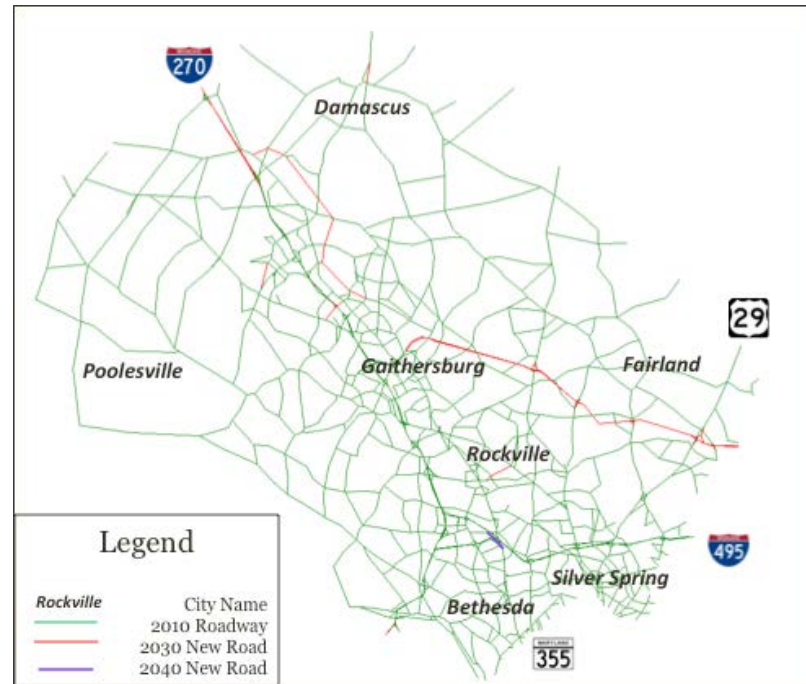 270
Damascus
29
Poolesville
Gaithersburg
Fairland
Rockville
495
Silver Spring
Bethesda
MARYLAND
355
Legend
Rockville City Name
2010 Roadway
2030 New Road
2040 New Road